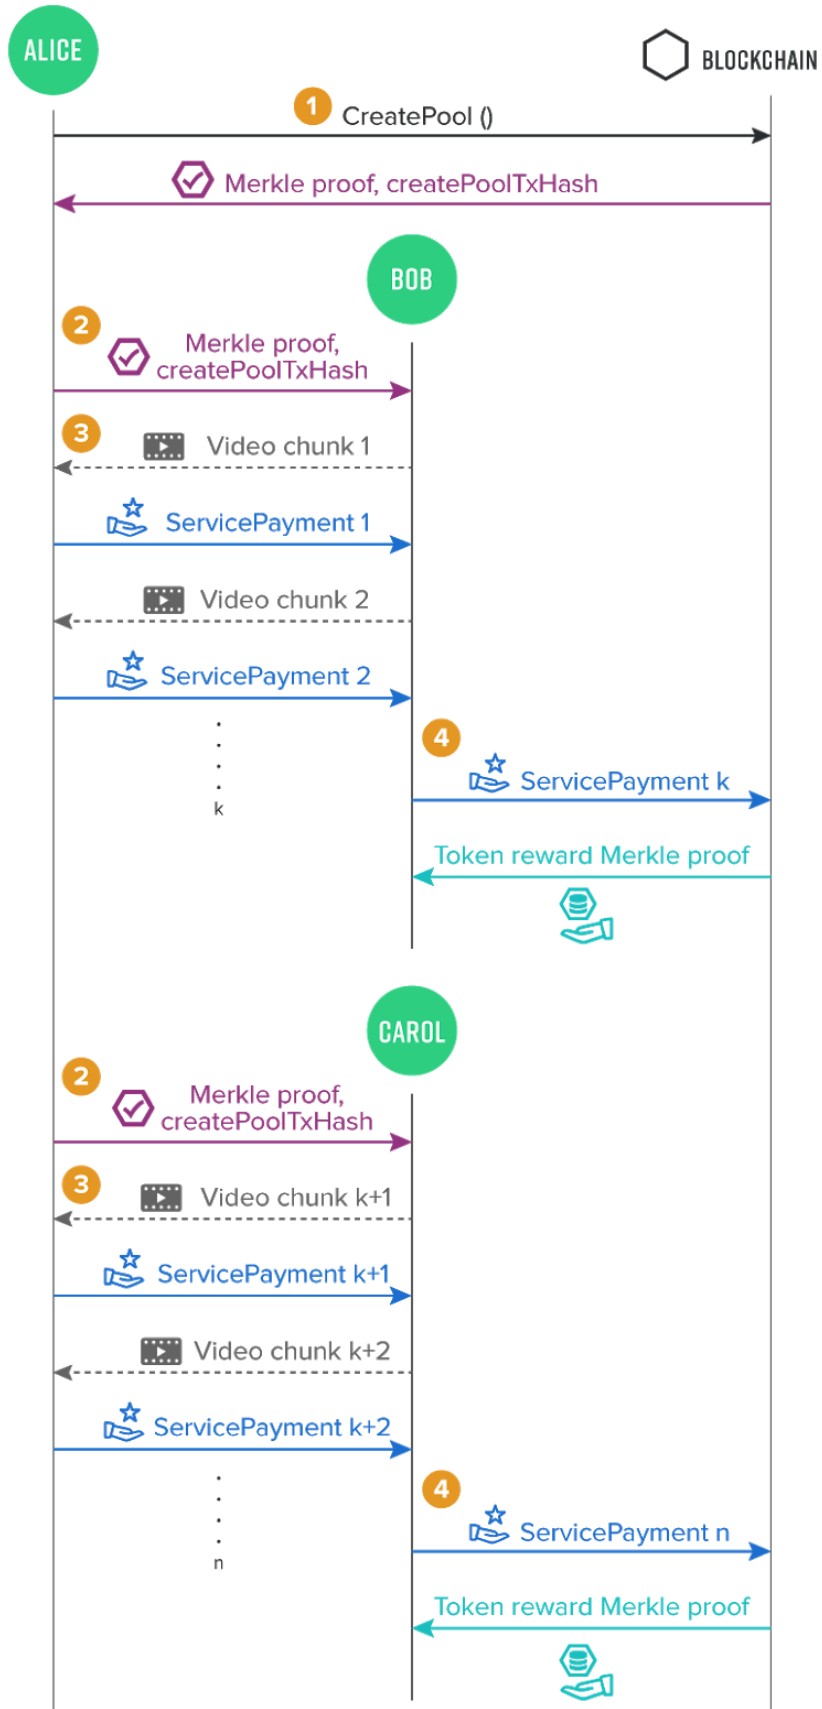 ALICE
BLOCKCHAIN
1
CreatePool ()
Merkle proof, createPoolTxHash
BOB
2
Merkle proof,
createPoolTxHash
3
Video chunk 1
ServicePayment 1
Video chunk 2
ServicePayment 2
4
ServicePayment k
k
Token reward Merkle proof
CAROL
2
Merkle proof,
createPoolTxHash
3
Video chunk k+1
ServicePayment k+1
Video chunk k+2
ServicePayment k+2
4
ServicePayment n
n
Token reward Merkle proof